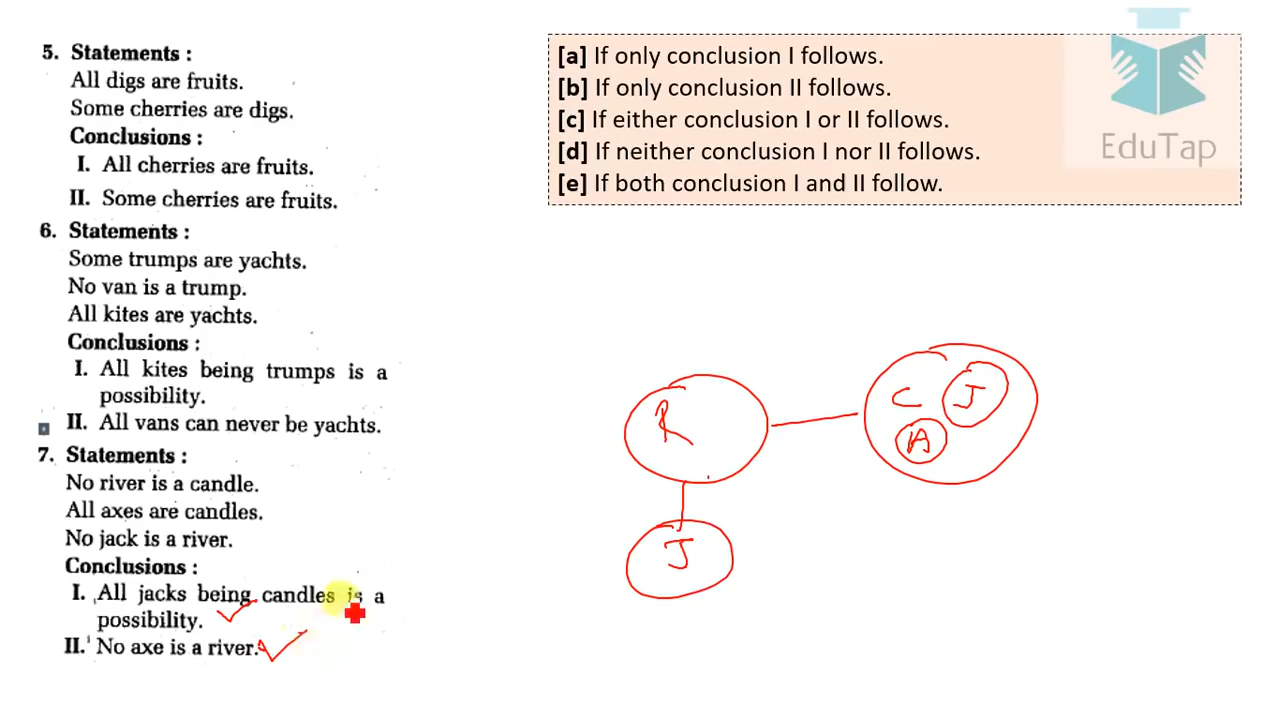 5. Statements :
All digs are fruits.
Some cherries are digs.
Conclusions :
I. All cherries are fruits.
II. Some cherries are fruits.
6. Statements :
Some trumps are yachts.
No van is a trump.
All kites are yachts.
Conclusions :
I. All kites being trumps is a
possibility.
II. All vans can never be yachts.
7. Statements :
No river is a candle.
All axes are candles.
No jack is a river.
Conclusions :
I. All jacks being candles is a
possibility.
II. No axe is a river.
[a] If only conclusion I follows.
[b] If only conclusion II follows.
[c] If either conclusion I or II follows.
[d] If neither conclusion I nor II follows.
[e] If both conclusion I and II follow.
EduTap
R
C J
A
J